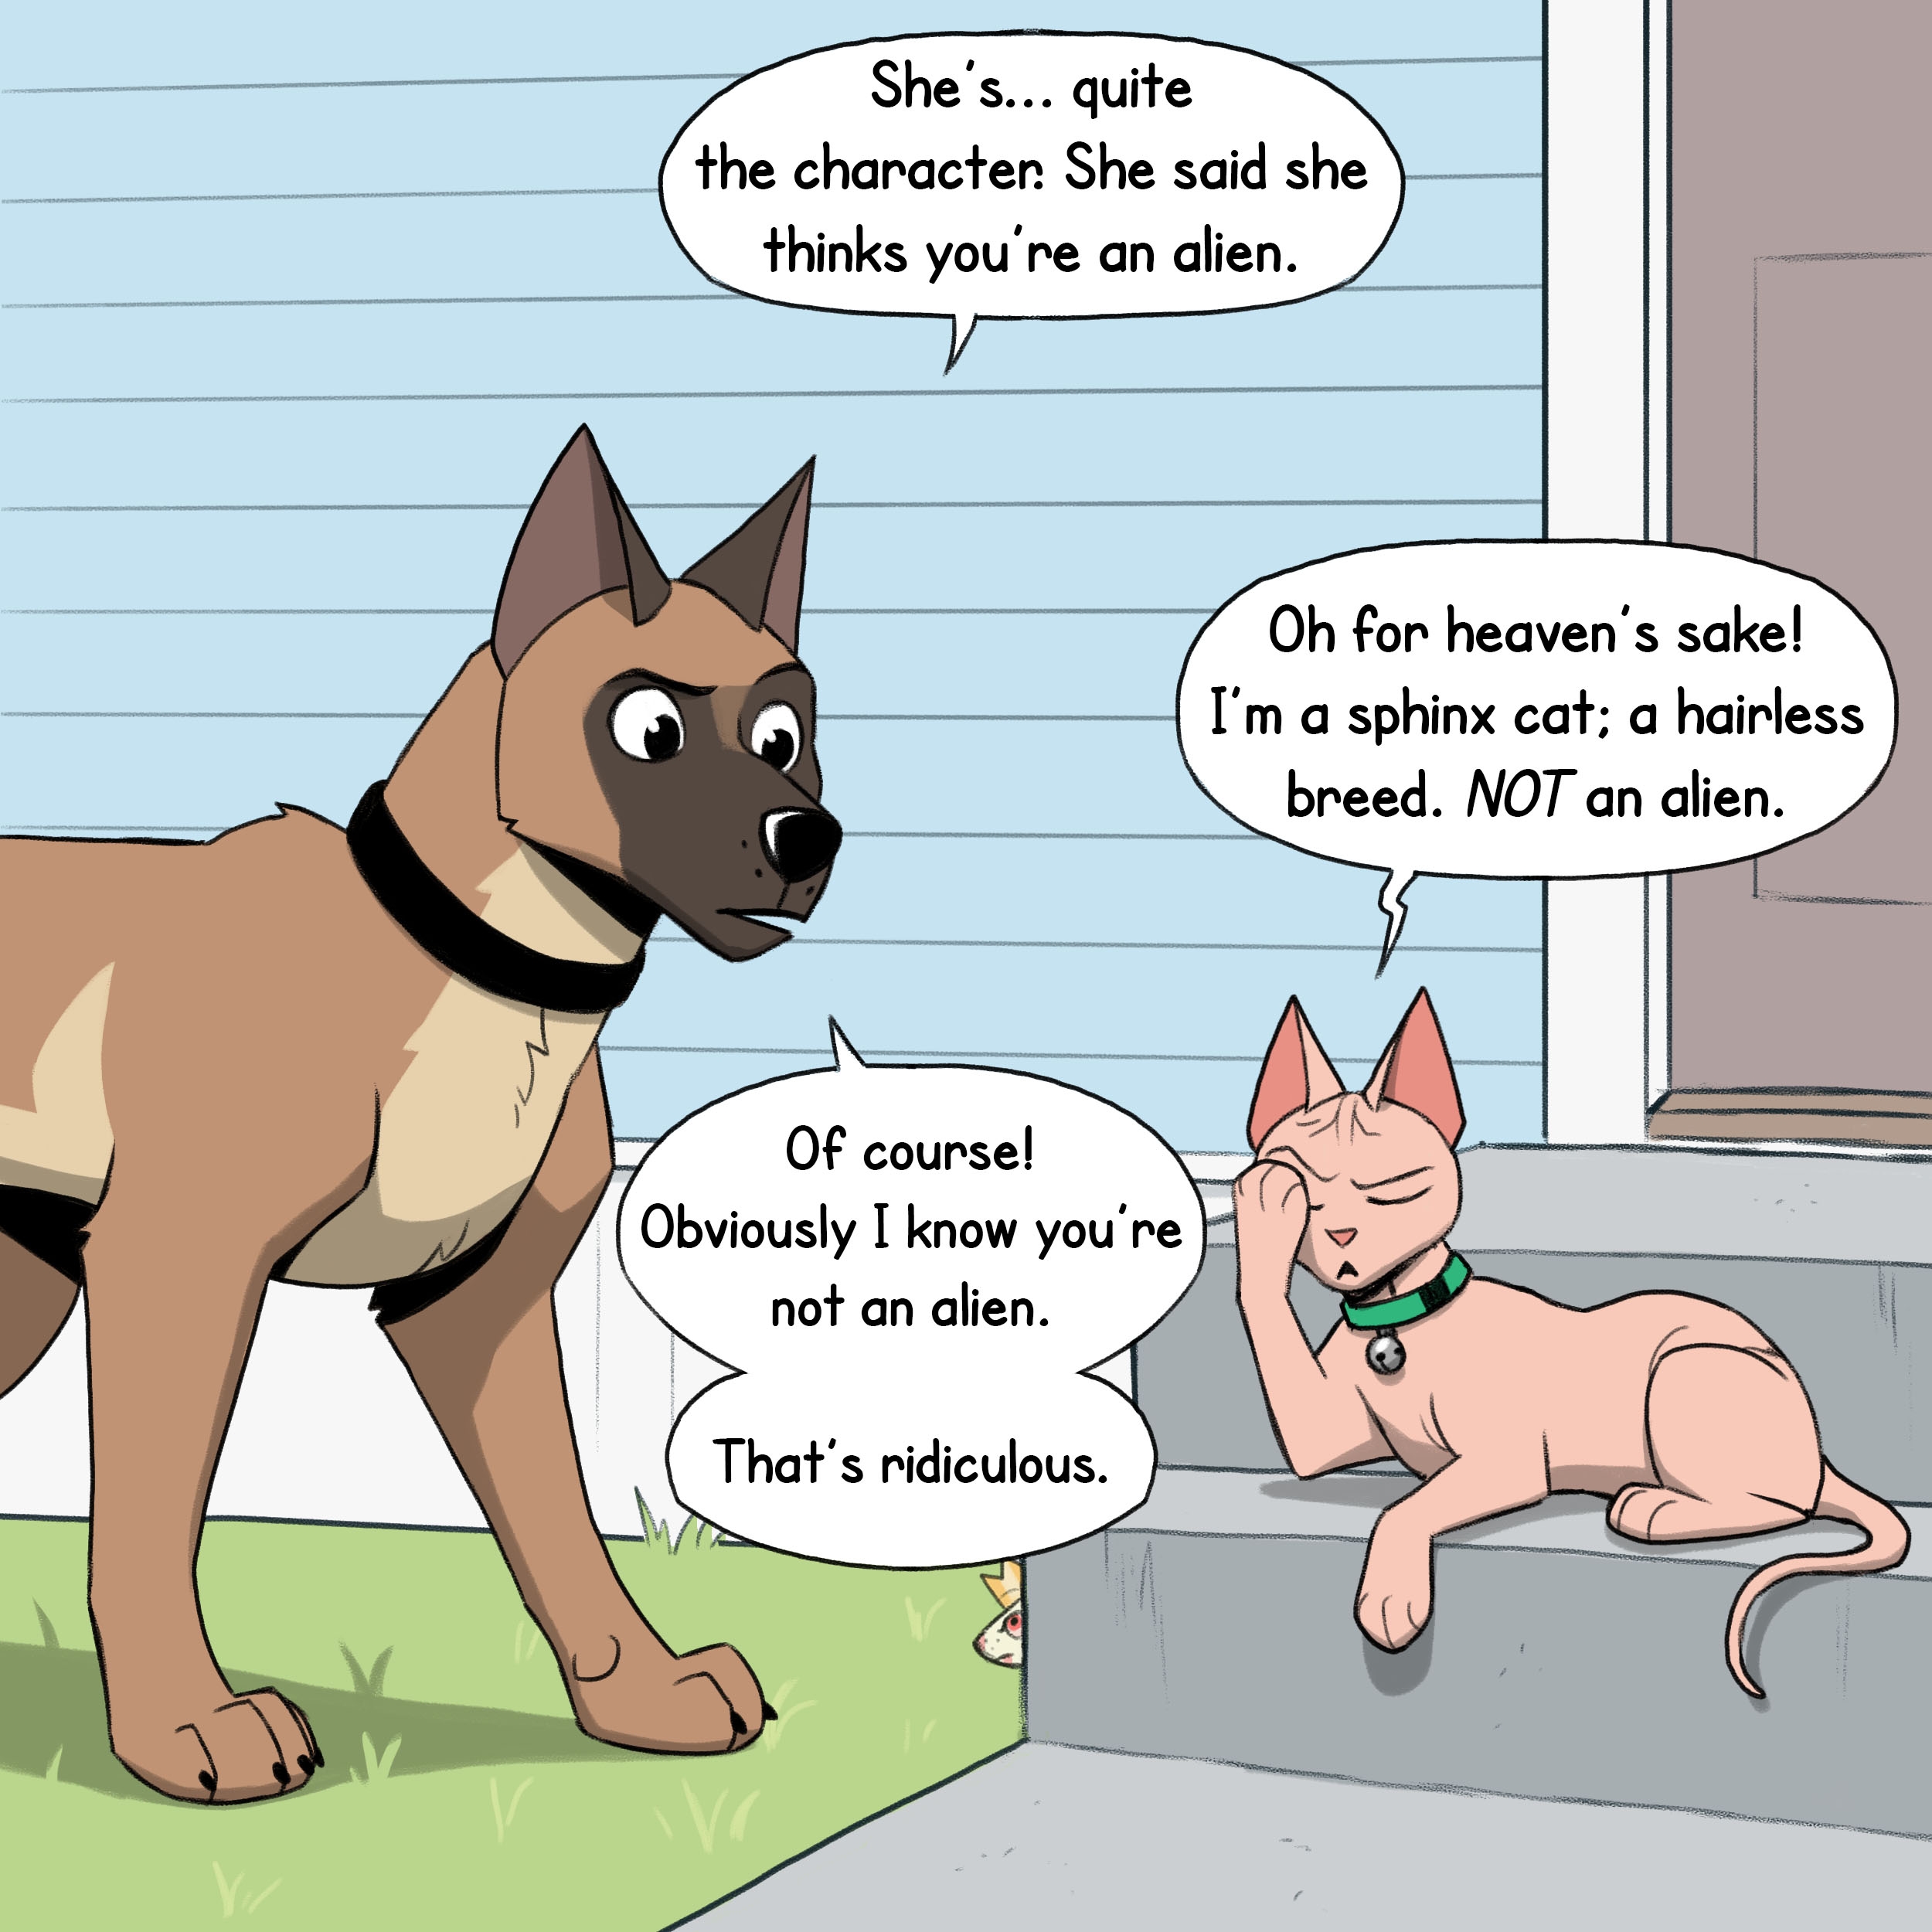 She's... quite
the character. She said she
thinks you're an alien.
Oh for heaven's sake!
I'm a sphinx cat; a hairless
breed. NOT an alien.
Of course!
Obviously I know you're
not an alien.
That's ridiculous.